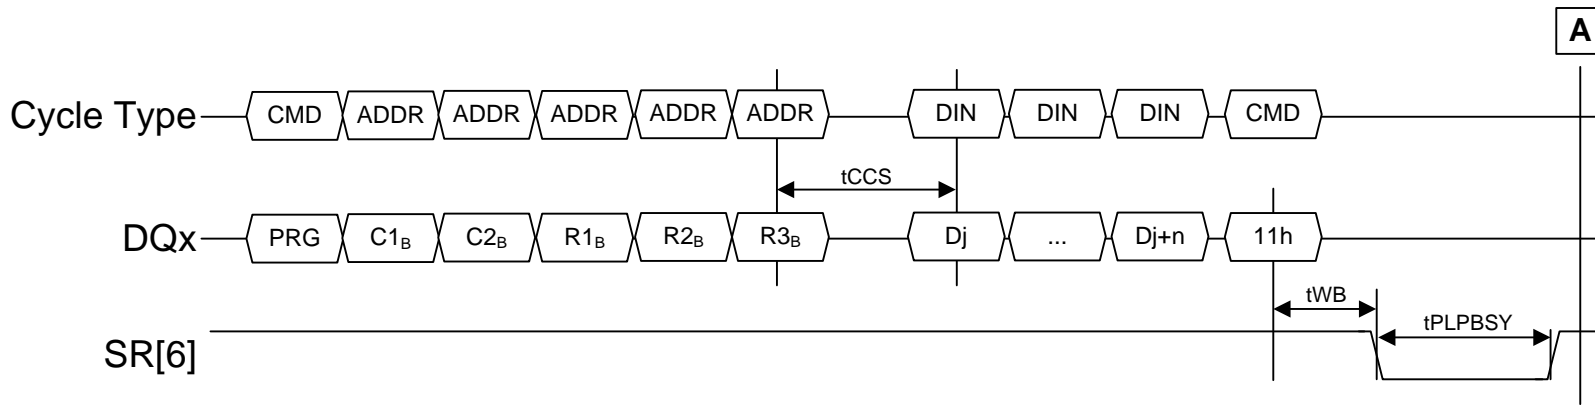 A
Cycle Type CMD ADDR ADDR ADDR ADDR ADDR DIN DIN DIN CMD
tCCS
DQx PRG C1B C2B R1B R2B R3B Dj ... Dj+n 11h
tWB
tPLPBSY
SR[6]